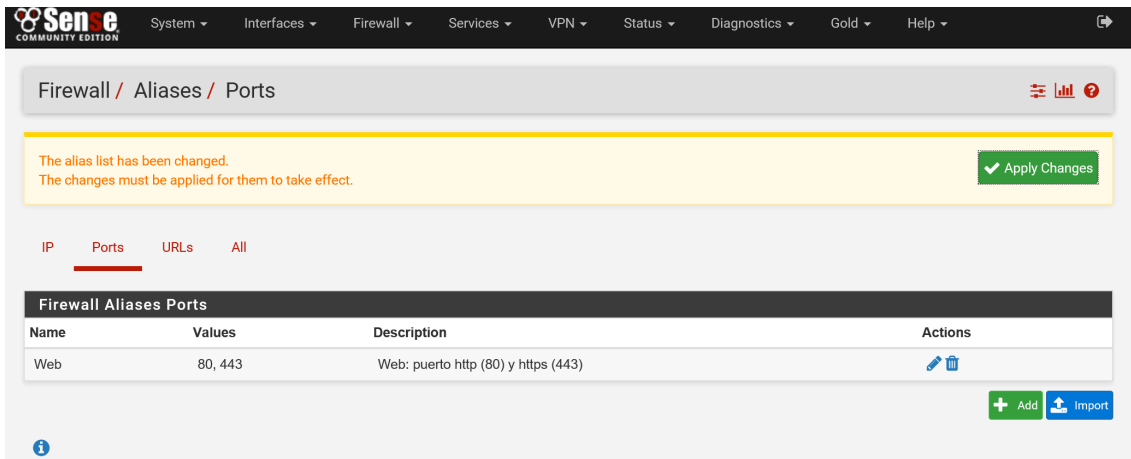 Sense
COMMUNITY EDITION
System Interfaces Firewall Services VPN Status Diagnostics Gold Help
Firewall / Aliases / Ports
The alias list has been changed.
The changes must be applied for them to take effect.
Apply Changes
IP Ports URLs All
Firewall Aliases Ports
Name Values Description Actions
Web 80, 443 Web: puerto http (80) y https (443)
Add Import